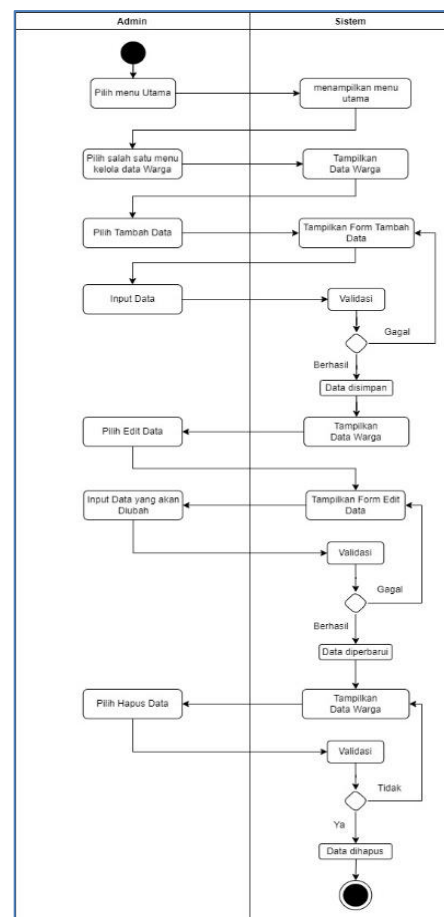 Admin
Sistem
Pilih menu Utama
menampilkan menu
utama
Pilih salah satu menu
kelola data Warga
Tampilkan
Data Warga
Pilih Tambah Data
Tampilkan Form Tambah
Data
Input Data
Validasi
Gagal
Berhasil
Data disimpan
Pilih Edit Data
Tampilkan
Data Warga
Input Data yang akan
Diubah
Tampilkan Form Edit
Data
Validasi
Gagal
Berhasil
Data diperbarui
Pilih Hapus Data
Tampilkan
Data Warga
Validasi
Tidak
Ya
Data dihapus